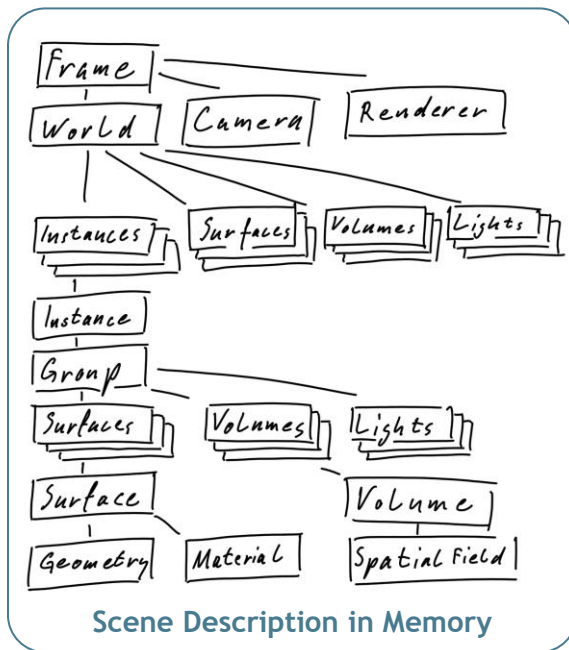 Frame
World Camera Renderer
Instances Surfaces Volumes Lights
Instance
Group
Surfaces Volumes Lights
Surface Volume
Geometry Material Spatial Field
Scene Description in Memory